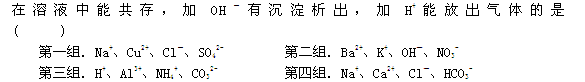 在溶液中能共存，加 OH⁻有沉淀析出，加 H⁺能放出气体的是
(　　)
第一组．Na⁺、Cu²⁺、Cl⁻、SO₄²⁻　　第二组．Ba²⁺、K⁺、OH⁻、NO₃⁻
第三组．H⁺、Al³⁺、NH₄⁺、CO₃²⁻　　第四组．Na⁺、Ca²⁺、Cl⁻、HCO₃⁻